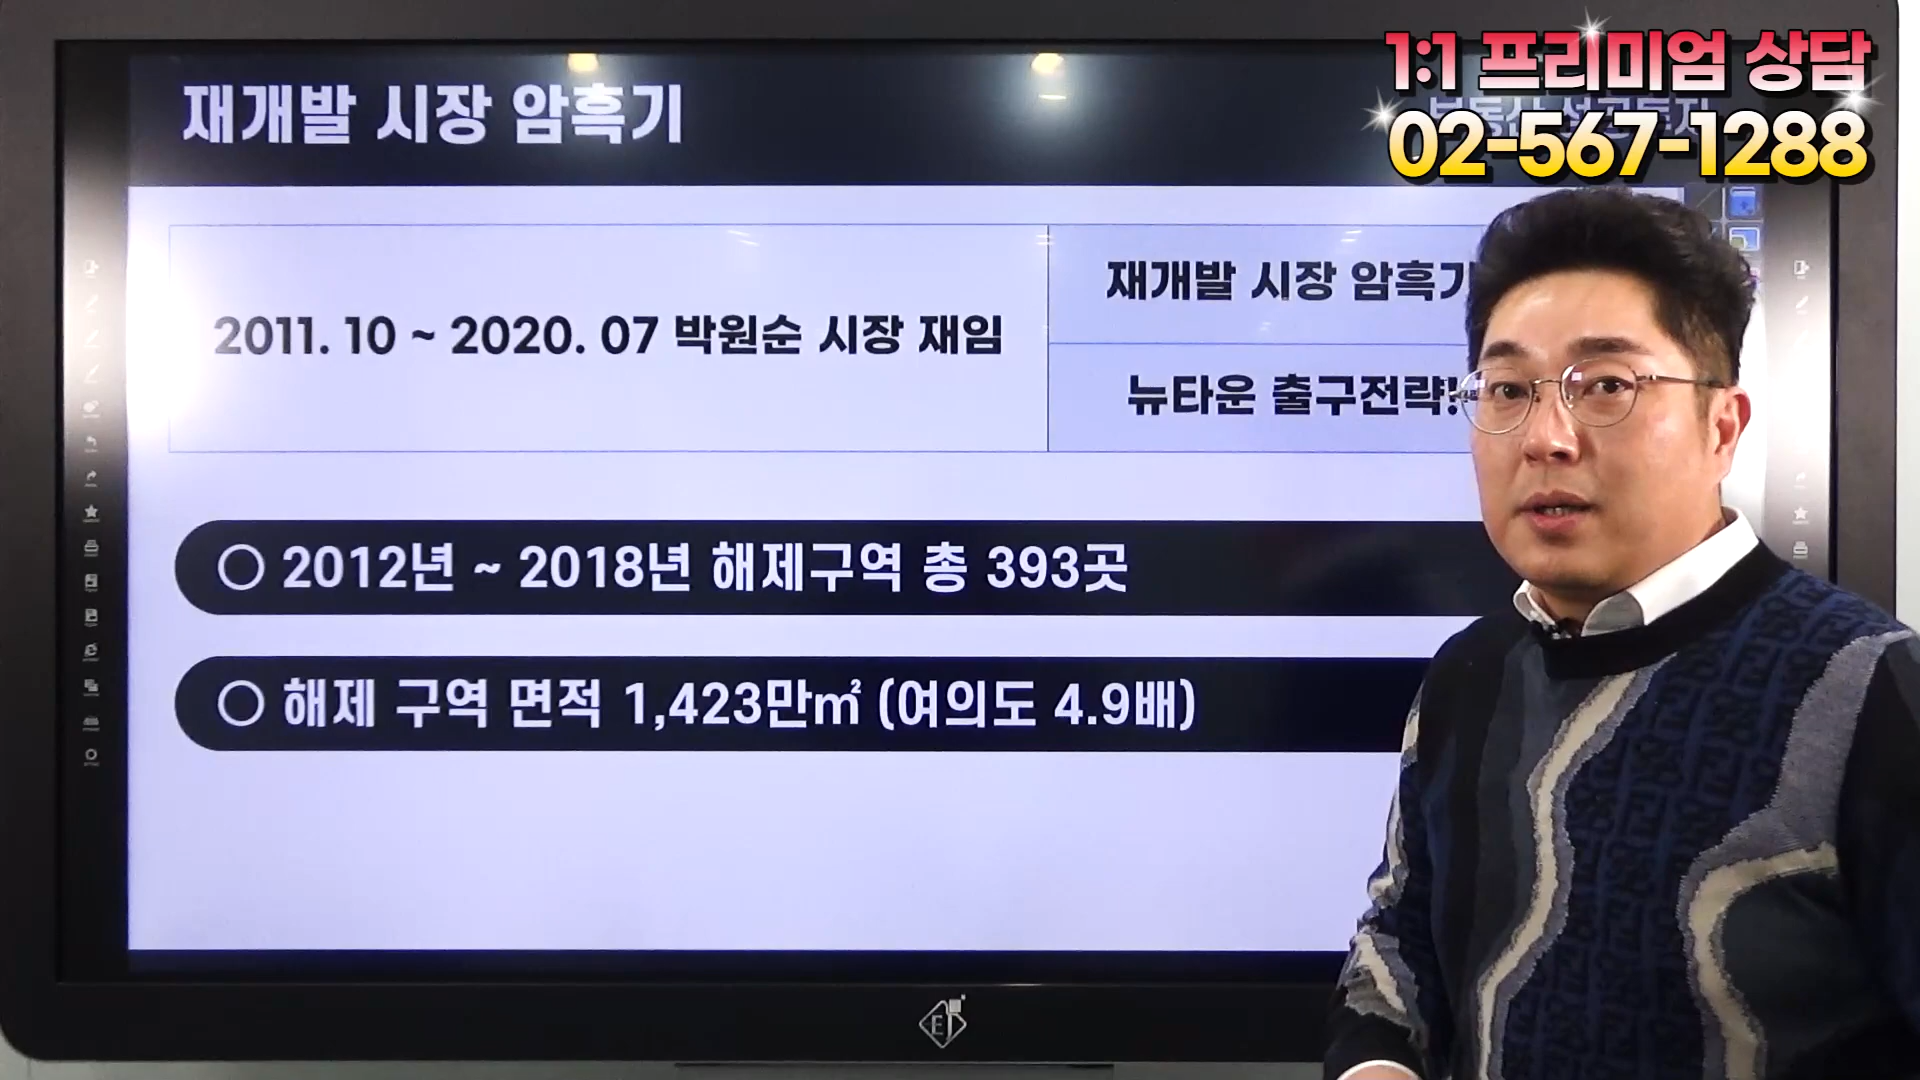 1:1 프리미엄 상담
02-567-1288
재개발 시장 암흑기
2011. 10 ~ 2020. 07 박원순 시장 재임
재개발 시장 암흑기
뉴타운 출구전략!
○ 2012년 ~ 2018년 해제구역 총 393곳
○ 해제 구역 면적 1,423만㎡ (여의도 4.9배)